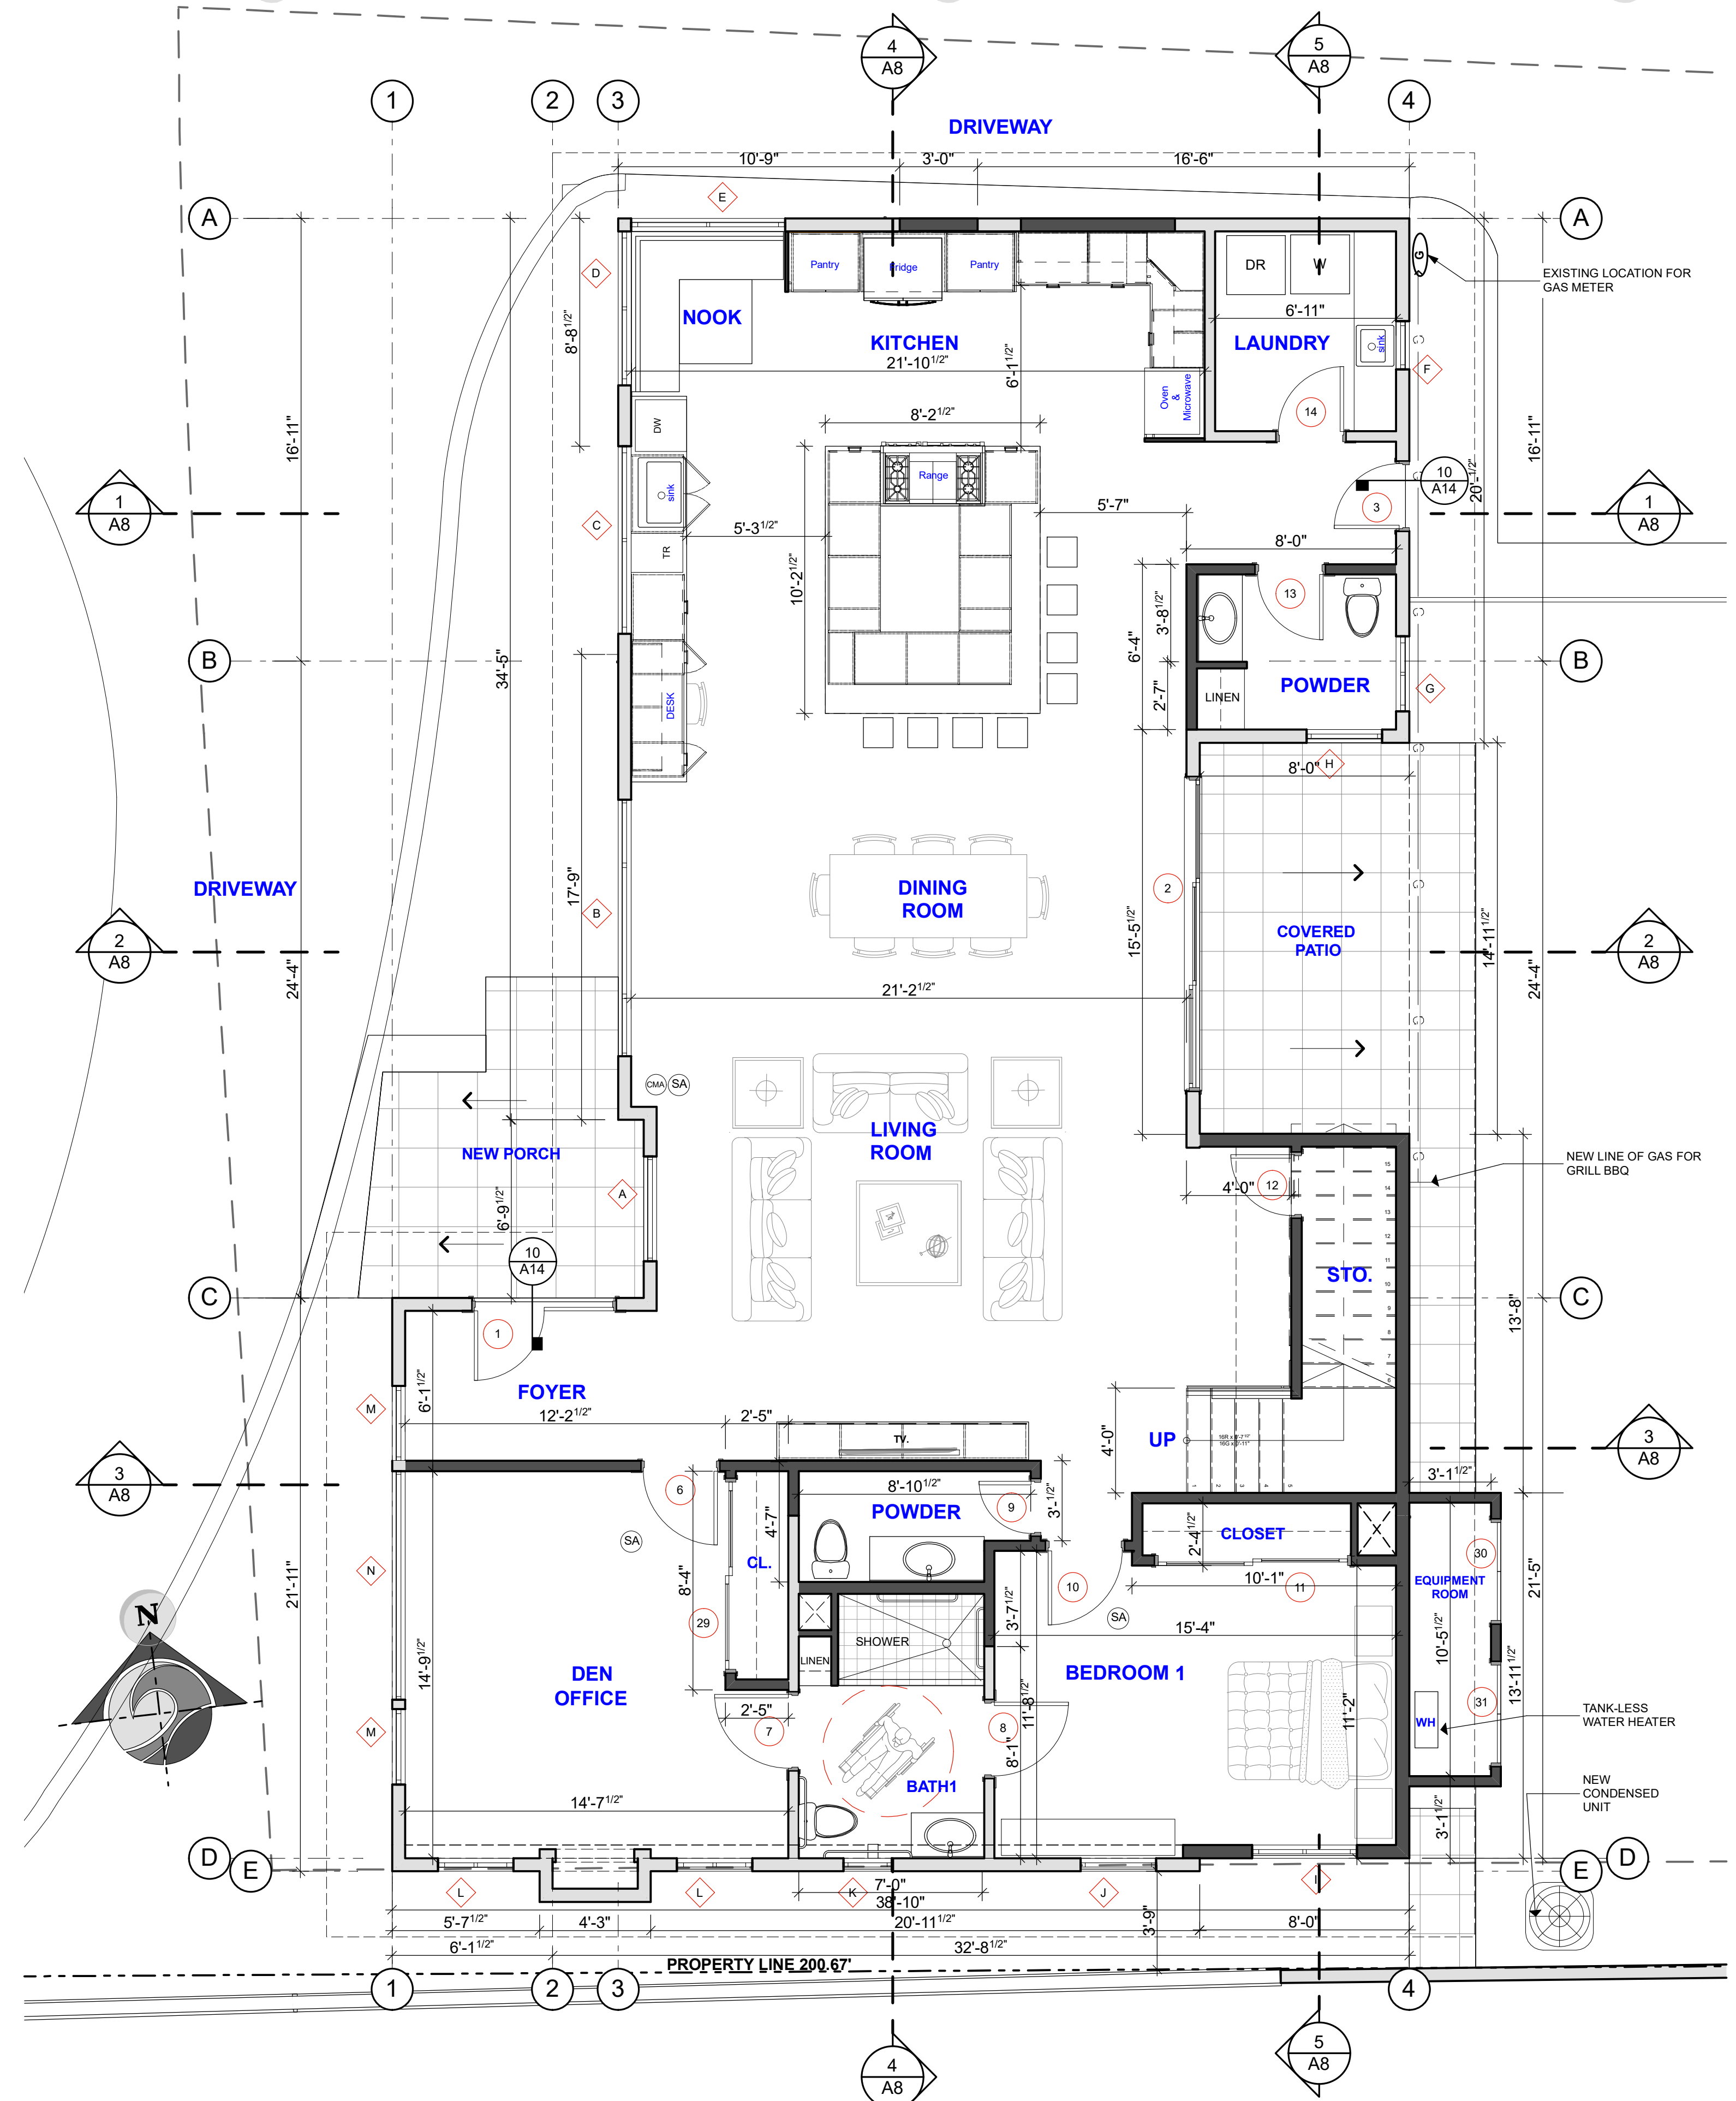 4
A8
5
A8
1
2
3
4
DRIVEWAY
10'-9"
3'-0"
16'-6"
E
A
A
D
Pantry
Fridge
Pantry
DR
W
G
EXISTING LOCATION FOR
GAS METER
NOOK
KITCHEN
21'-10 1/2"
6'-11"
LAUNDRY
sink
G
F
8'-8 1/2"
6'-1 1/2"
Oven
&
Microwave
14
16'-11"
16'-11"
8'-2 1/2"
DW
Range
sink
10
A14
20'-1/2"
1
A8
1
A8
C
3
5'-3 1/2"
5'-7"
TR
8'-0"
10'-2 1/2"
13
3'-8 1/2"
6'-4"
G
B
B
34'-5"
2'-7"
DESK
LINEN
POWDER
G
G
H
8'-0"
DRIVEWAY
17'-9"
B
DINING
ROOM
2
G
15'-5 1/2"
COVERED
PATIO
14'-11 1/2"
2
A8
2
A8
24'-4"
24'-4"
21'-2 1/2"
G
CMA
SA
LIVING
ROOM
NEW PORCH
G
NEW LINE OF GAS FOR
GRILL BBQ
A
6'-9 1/2"
4'-0"
12
15
14
13
12
11
10
9
8
7
6
STO.
10
A14
C
C
13'-8"
1
FOYER
6'-1 1/2"
M
12'-2 1/2"
2'-5"
TV.
4'-0"
UP
1
2
3
4
5
3
A8
3
A8
3'-1 1/2"
6
8'-10 1/2"
9
3'-1/2"
POWDER
4'-7"
SA
CL.
2'-4 1/2"
CLOSET
X
30
N
8'-4"
10
10'-1"
11
EQUIPMENT
ROOM
21'-5"
21'-11"
N
29
3'-7 1/2"
SA
15'-4"
SHOWER
LINEN
10'-5 1/2"
14'-9 1/2"
DEN
OFFICE
BEDROOM 1
11'-8 1/2"
11'-2"
13'-11 1/2"
31
M
2'-5"
7
8
8'-1"
WH
TANK-LESS
WATER HEATER
BATH1
14'-7 1/2"
3'-1 1/2"
NEW
CONDENSED
UNIT
D
E
E
D
L
L
K
J
I
7'-0"
38'-10"
5'-7 1/2"
4'-3"
20'-11 1/2"
3'-9"
8'-0"
6'-1 1/2"
32'-8 1/2"
PROPERTY LINE 200.67'
1
2
3
4
4
A8
5
A8